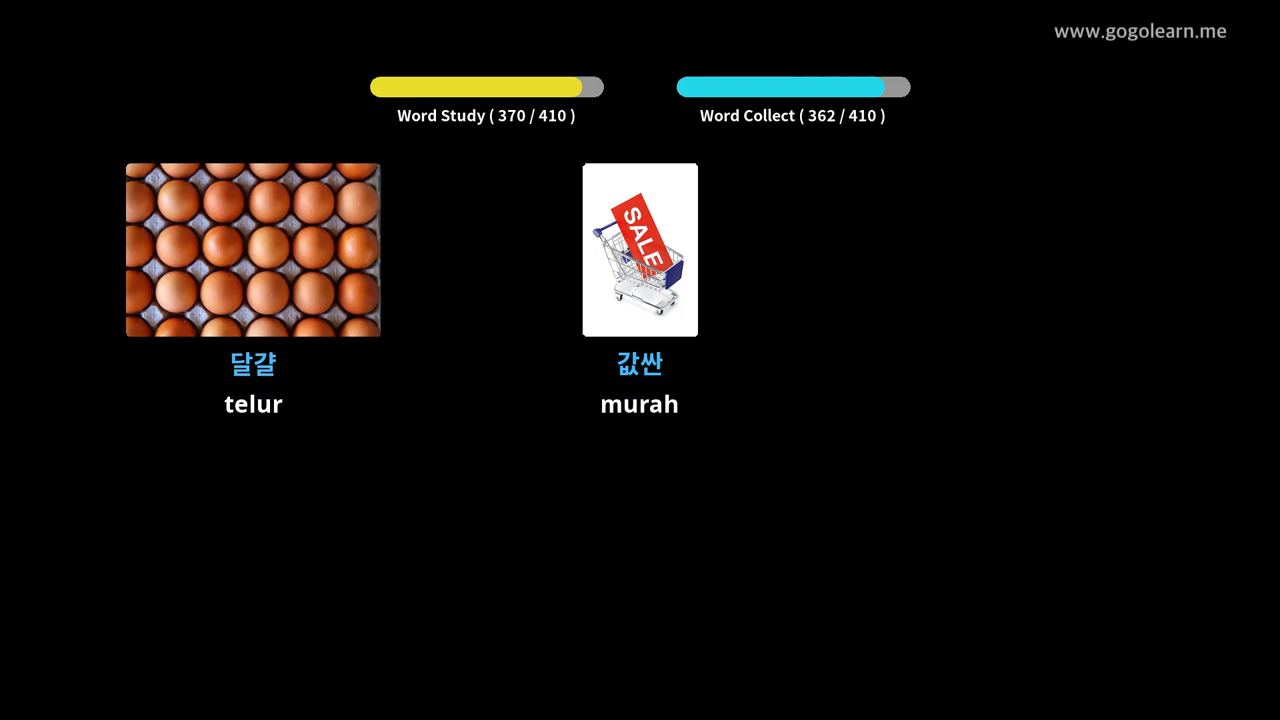 www.gogolearn.me
Word Study ( 370 / 410 )
Word Collect ( 362 / 410 )
SALE
달걀
값싼
telur
murah